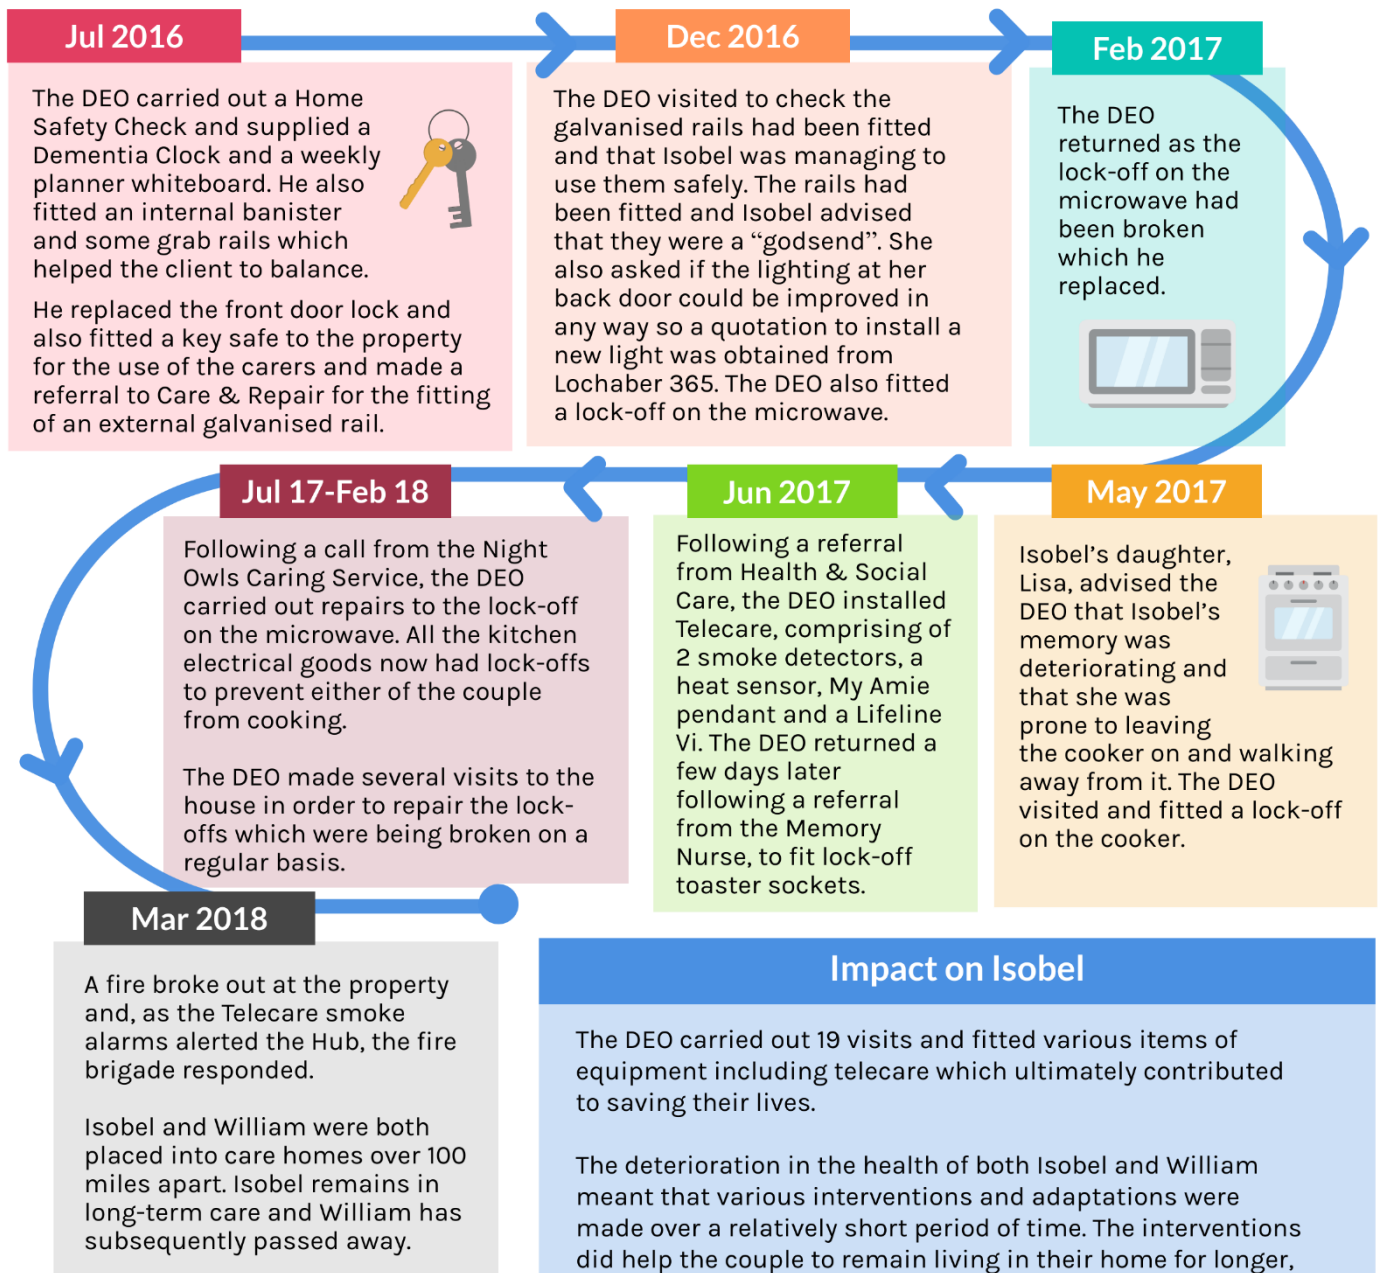 Jul 2016
The DEO carried out a Home
Safety Check and supplied a
Dementia Clock and a weekly
planner whiteboard. He also
fitted an internal banister
and some grab rails which
helped the client to balance.
He replaced the front door lock and
also fitted a key safe to the property
for the use of the carers and made a
referral to Care & Repair for the fitting
of an external galvanised rail.
Dec 2016
The DEO visited to check the
galvanised rails had been fitted
and that Isobel was managing to
use them safely. The rails had
been fitted and Isobel advised
that they were a “godsend”. She
also asked if the lighting at her
back door could be improved in
any way so a quotation to install a
new light was obtained from
Lochaber 365. The DEO also fitted
a lock-off on the microwave.
Feb 2017
The DEO
returned as the
lock-off on the
microwave had
been broken
which he
replaced.
May 2017
Isobel’s daughter,
Lisa, advised the
DEO that Isobel’s
memory was
deteriorating and
that she was
prone to leaving
the cooker on and walking
away from it. The DEO
visited and fitted a lock-off
on the cooker.
Jun 2017
Following a referral
from Health & Social
Care, the DEO installed
Telecare, comprising of
2 smoke detectors, a
heat sensor, My Amie
pendant and a Lifeline
Vi. The DEO returned a
few days later
following a referral
from the Memory
Nurse, to fit lock-off
toaster sockets.
Jul 17-Feb 18
Following a call from the Night
Owls Caring Service, the DEO
carried out repairs to the lock-off
on the microwave. All the kitchen
electrical goods now had lock-offs
to prevent either of the couple
from cooking.
The DEO made several visits to the
house in order to repair the lock-
offs which were being broken on a
regular basis.
Mar 2018
A fire broke out at the property
and, as the Telecare smoke
alarms alerted the Hub, the fire
brigade responded.
Isobel and William were both
placed into care homes over 100
miles apart. Isobel remains in
long-term care and William has
subsequently passed away.
Impact on Isobel
The DEO carried out 19 visits and fitted various items of
equipment including telecare which ultimately contributed
to saving their lives.
The deterioration in the health of both Isobel and William
meant that various interventions and adaptations were
made over a relatively short period of time. The interventions
did help the couple to remain living in their home for longer,